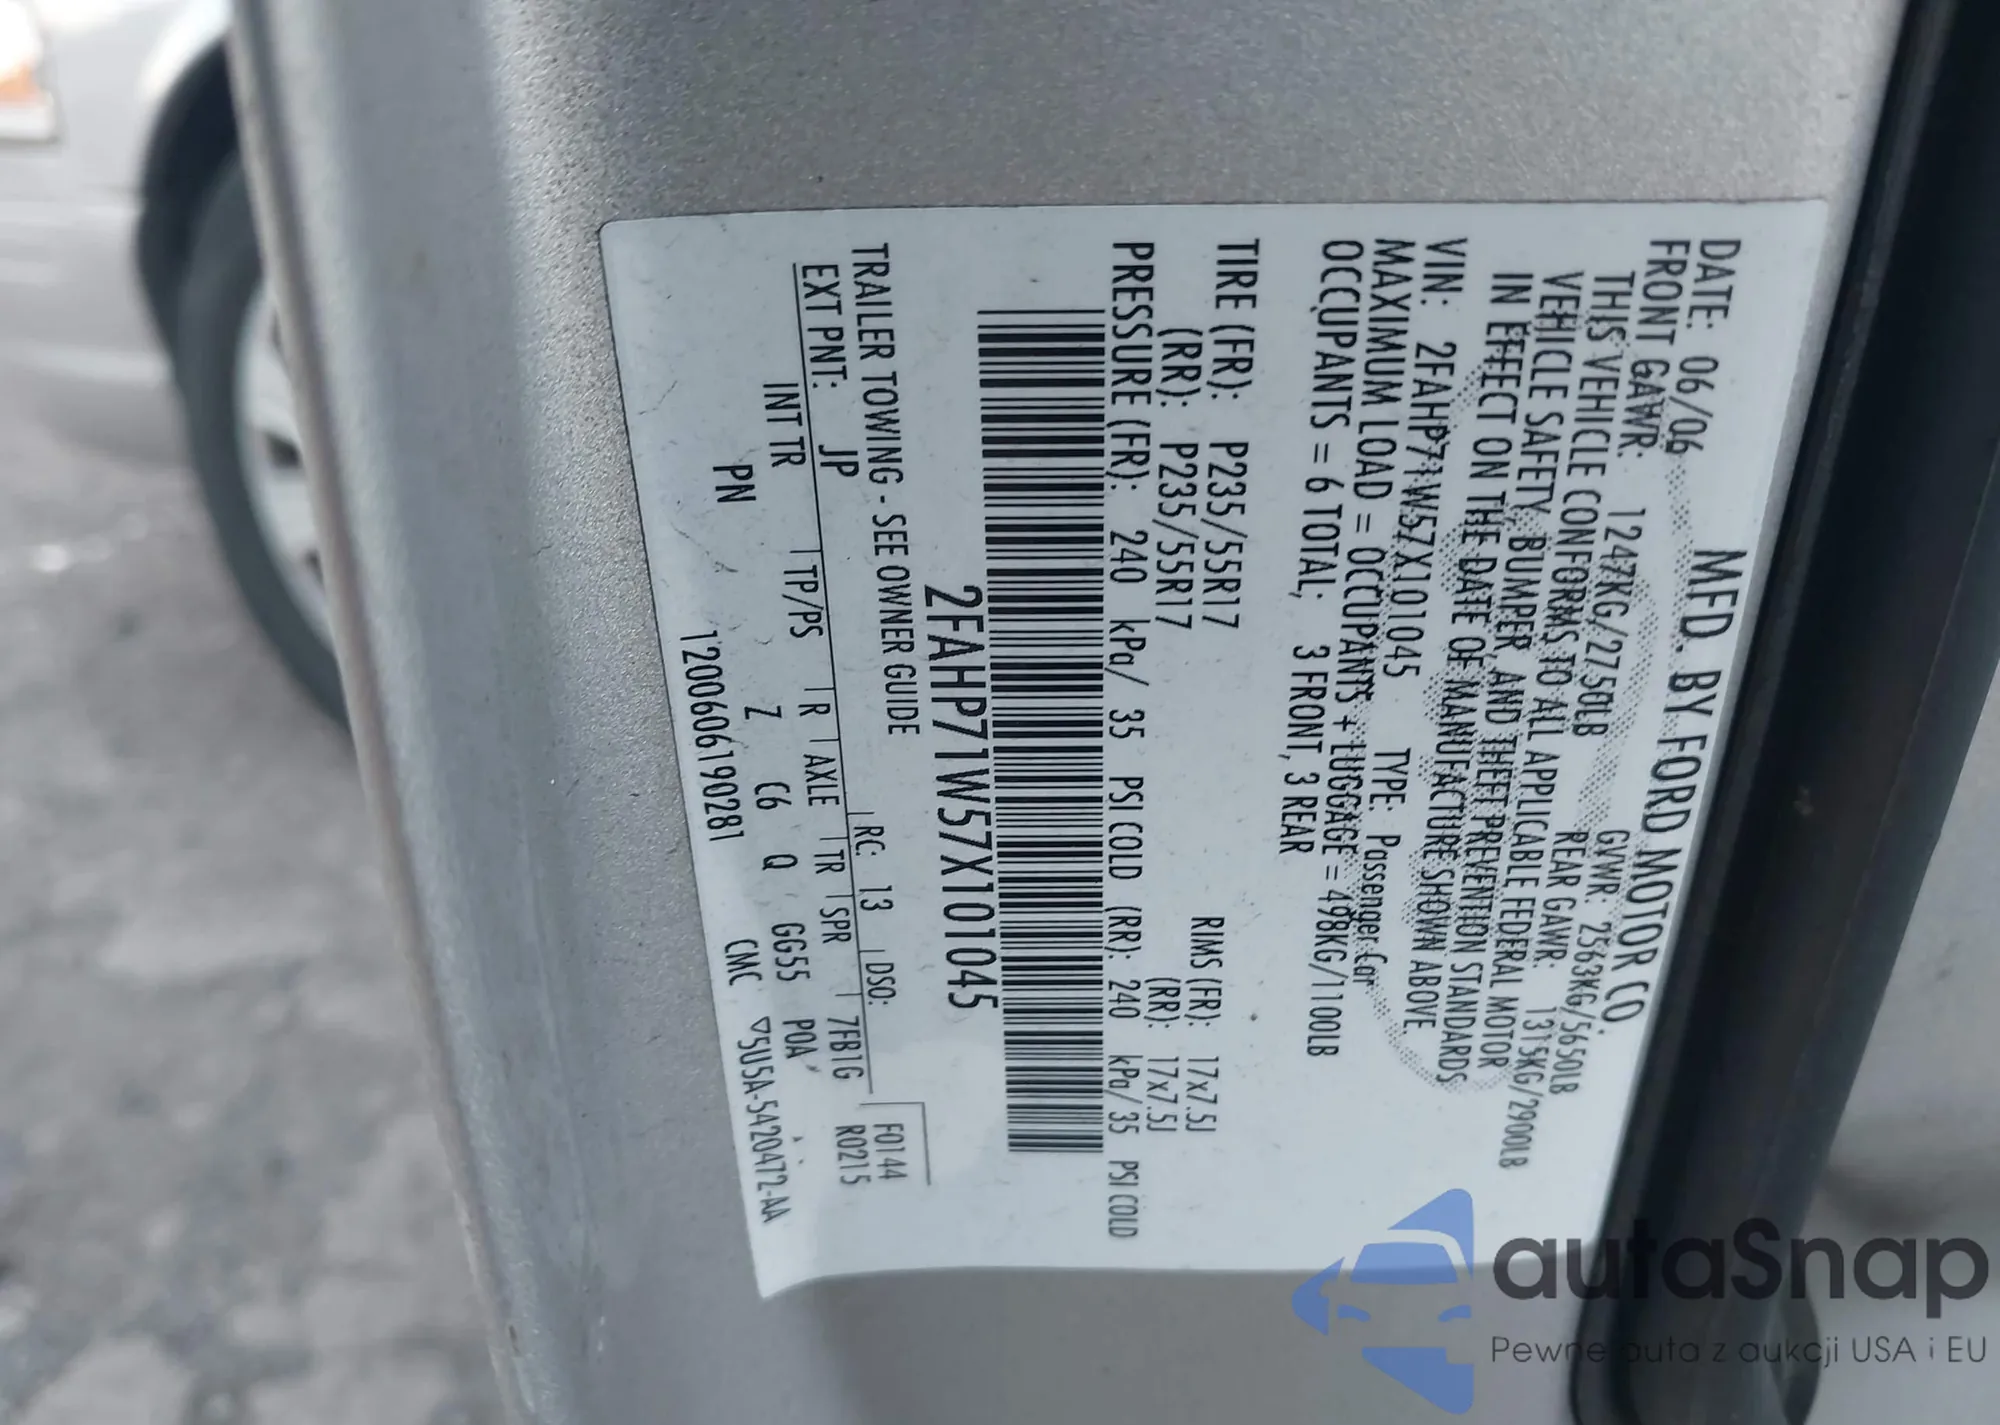 MFD. BY FORD MOTOR CO.
DATE: 06/06 GVWR: 2563KG/5650LB
FRONT GAWR: 1247KG/2750LB REAR GAWR: 1315KG/2900LB
THIS VEHICLE CONFORMS TO ALL APPLICABLE FEDERAL MOTOR
VEHICLE SAFETY, BUMPER, AND THEFT PREVENTION STANDARDS
IN EFFECT ON THE DATE OF MANUFACTURE SHOWN ABOVE.
VIN: 2FAHP71W57X101045 TYPE: Passenger Car
MAXIMUM LOAD = OCCUPANTS + LUGGAGE = 498KG/1100LB
OCCUPANTS = 6 TOTAL; 3 FRONT, 3 REAR
TIRE (FR): P235/55R17 RIMS (FR): 17x7.5J
(RR): P235/55R17 (RR): 17x7.5J
PRESSURE (FR): 240 kPa/ 35 PSI COLD (RR): 240 kPa/ 35 PSI COLD
2FAHP71W57X101045
TRAILER TOWING - SEE OWNER GUIDE
RC: 13 DSO: F0144
EXT PNT: JP 7FB1G R0215
INT TR TP/PS R AXLE TR SPR
PN Z C6 Q GG55 POA
1200606190281 CMC ▽5U5A-5420472-AA
autaSnap
Pewne auta z aukcji USA i EU